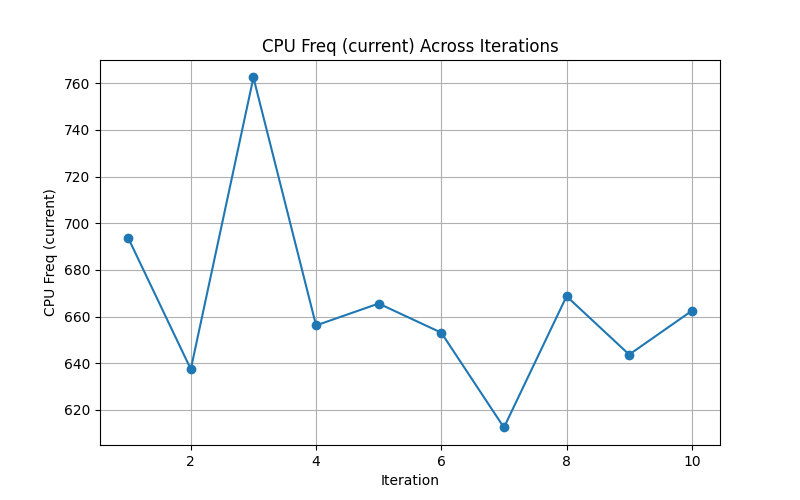 CPU Freq (current) Across Iterations
760
740
720
700
680
660
640
620
CPU Freq (current)
2 4 6 8 10
Iteration